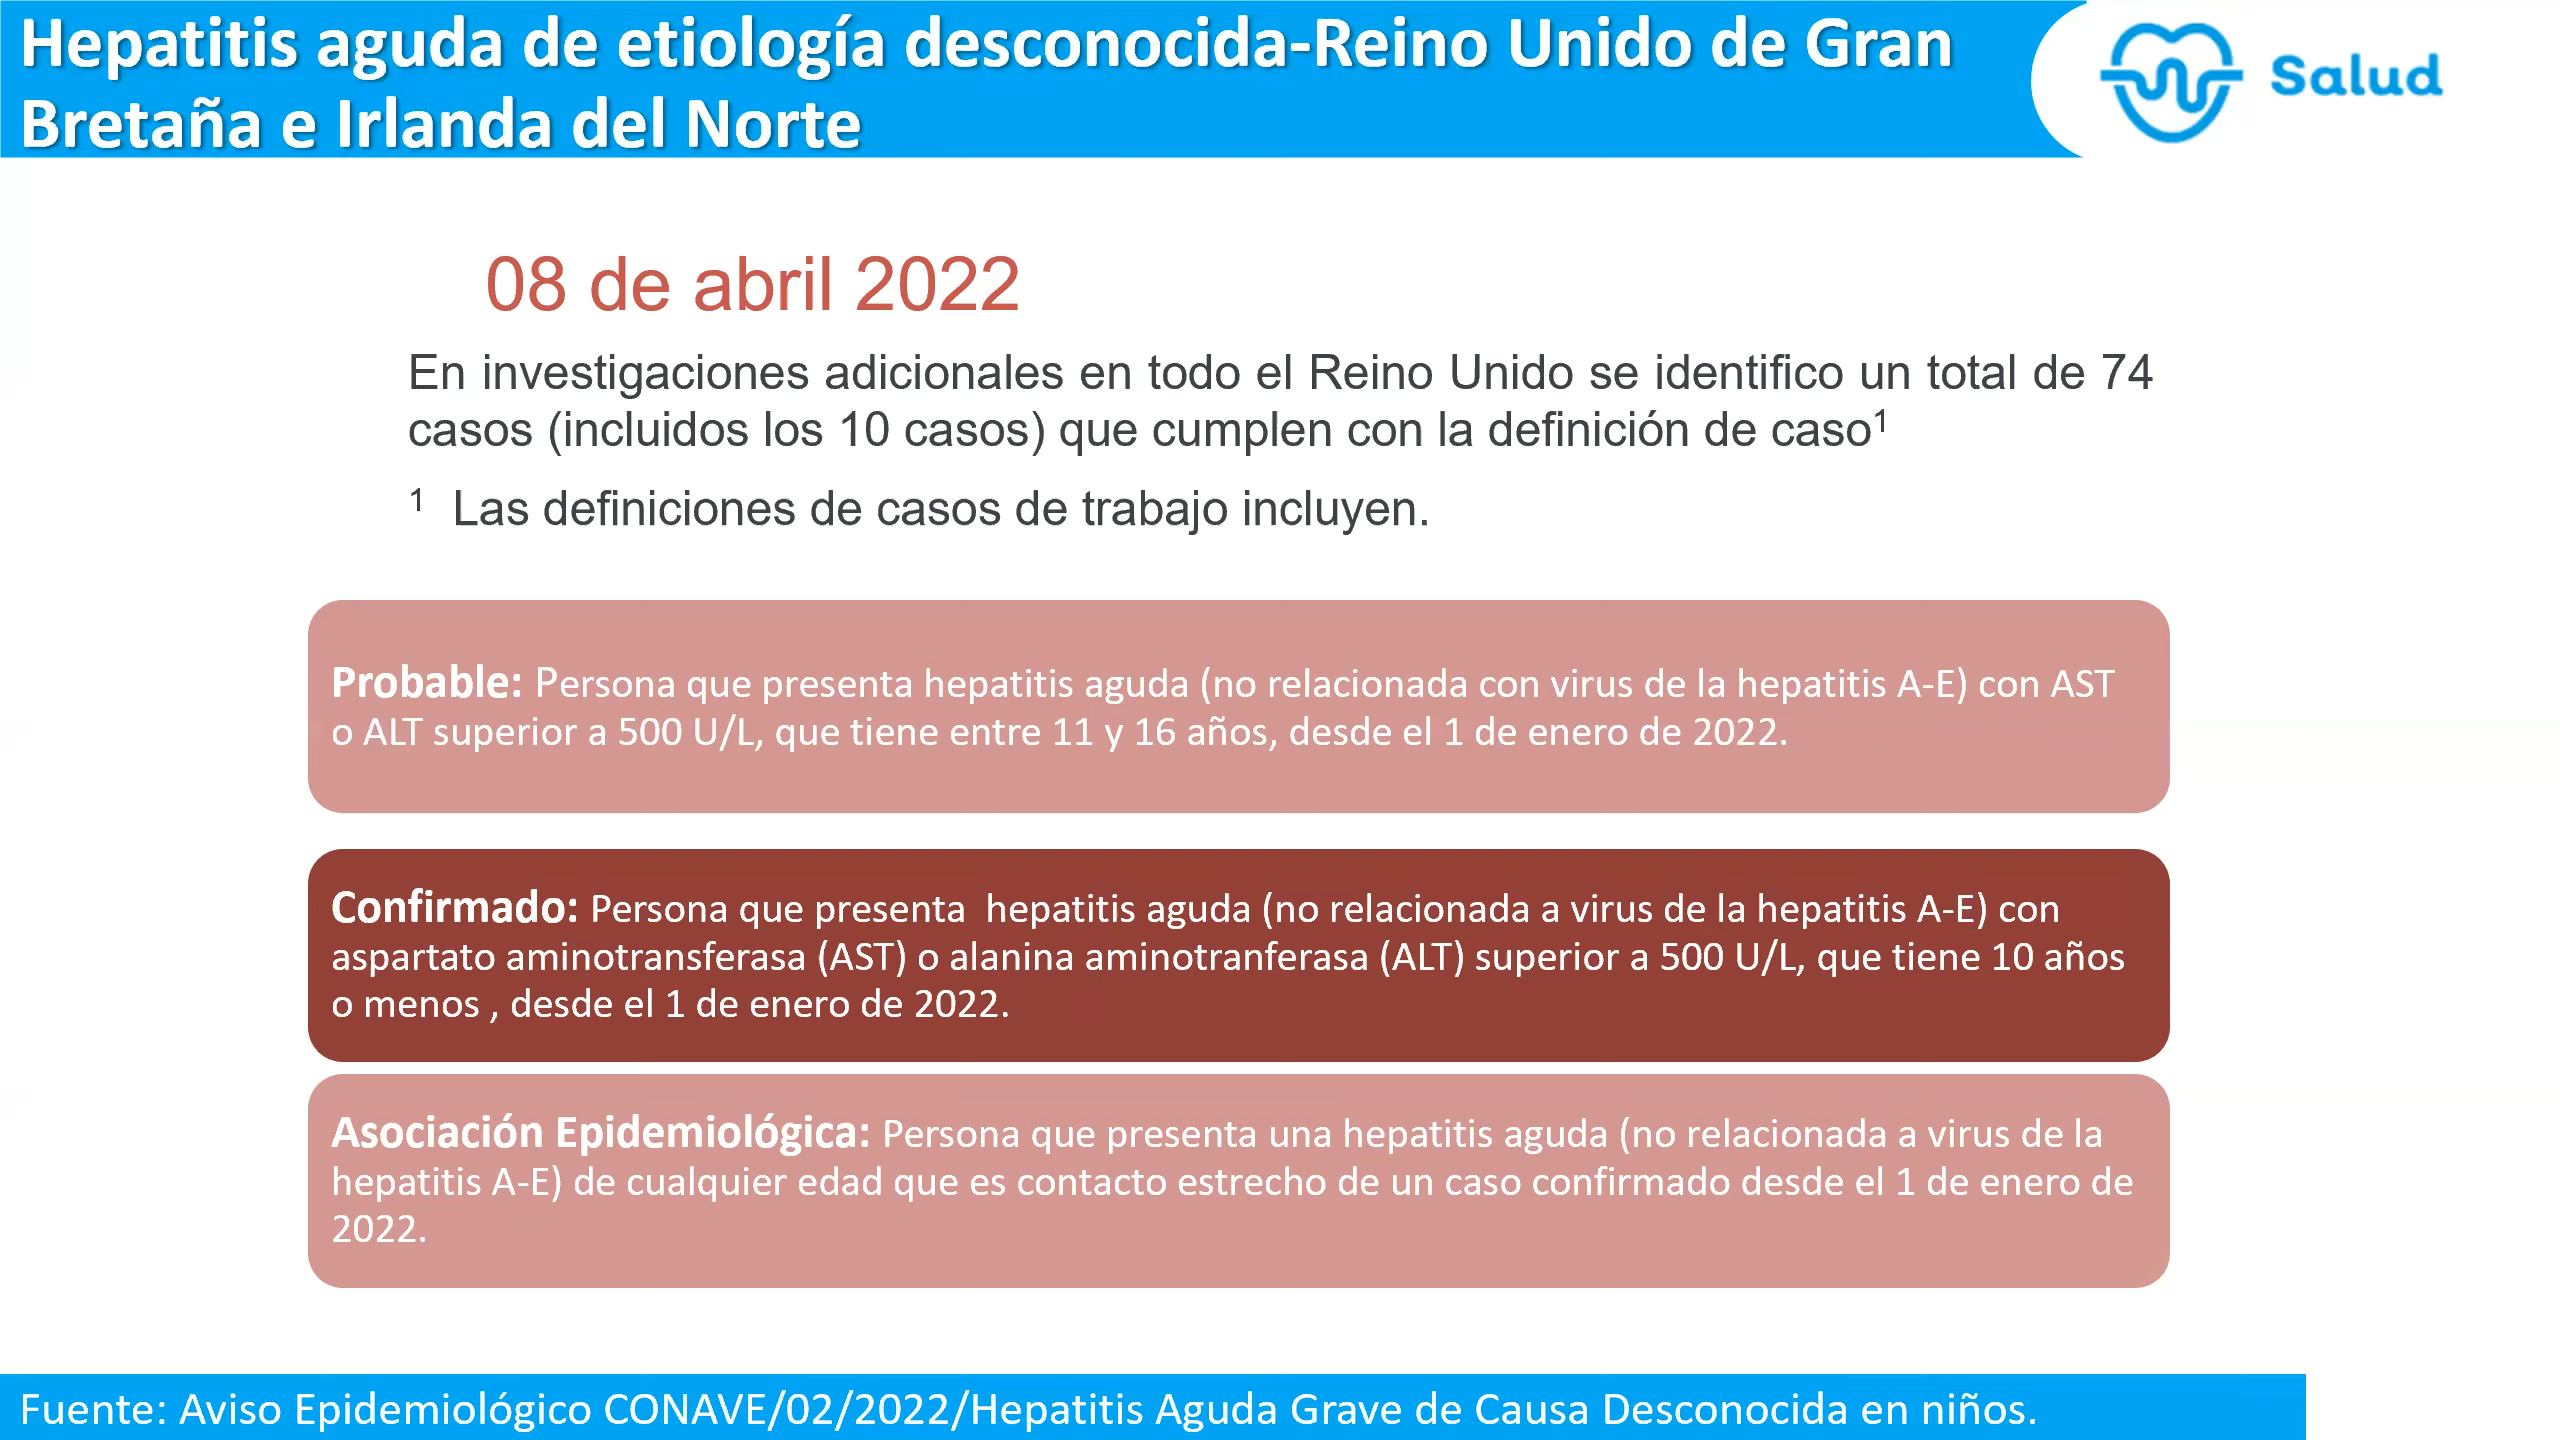 Hepatitis aguda de etiología desconocida-Reino Unido de Gran
Bretaña e Irlanda del Norte
Salud
08 de abril 2022
En investigaciones adicionales en todo el Reino Unido se identifico un total de 74
casos (incluidos los 10 casos) que cumplen con la definición de caso¹
¹ Las definiciones de casos de trabajo incluyen.
Probable: Persona que presenta hepatitis aguda (no relacionada con virus de la hepatitis A-E) con AST
o ALT superior a 500 U/L, que tiene entre 11 y 16 años, desde el 1 de enero de 2022.
Confirmado: Persona que presenta  hepatitis aguda (no relacionada a virus de la hepatitis A-E) con
aspartato aminotransferasa (AST) o alanina aminotranferasa (ALT) superior a 500 U/L, que tiene 10 años
o menos , desde el 1 de enero de 2022.
Asociación Epidemiológica: Persona que presenta una hepatitis aguda (no relacionada a virus de la
hepatitis A-E) de cualquier edad que es contacto estrecho de un caso confirmado desde el 1 de enero de
2022.
Fuente: Aviso Epidemiológico CONAVE/02/2022/Hepatitis Aguda Grave de Causa Desconocida en niños.